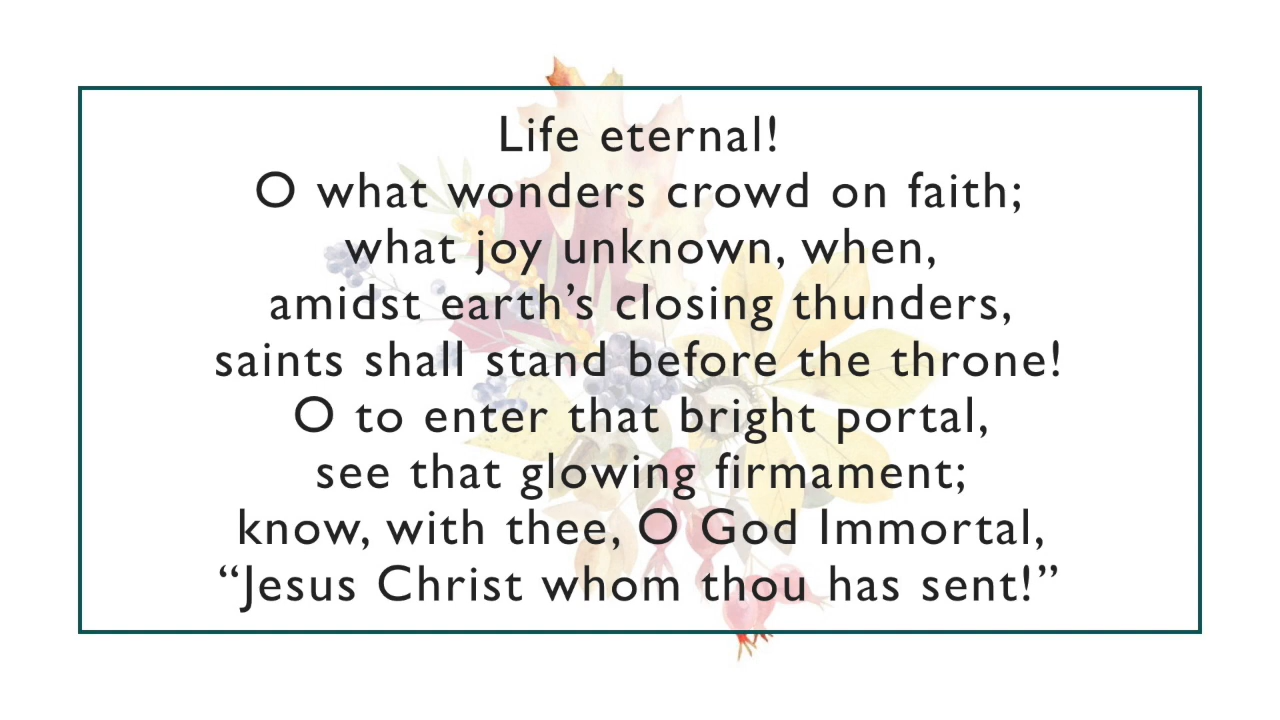 Life eternal!
O what wonders crowd on faith;
what joy unknown, when,
amidst earth’s closing thunders,
saints shall stand before the throne!
O to enter that bright portal,
see that glowing firmament;
know, with thee, O God Immortal,
“Jesus Christ whom thou has sent!”